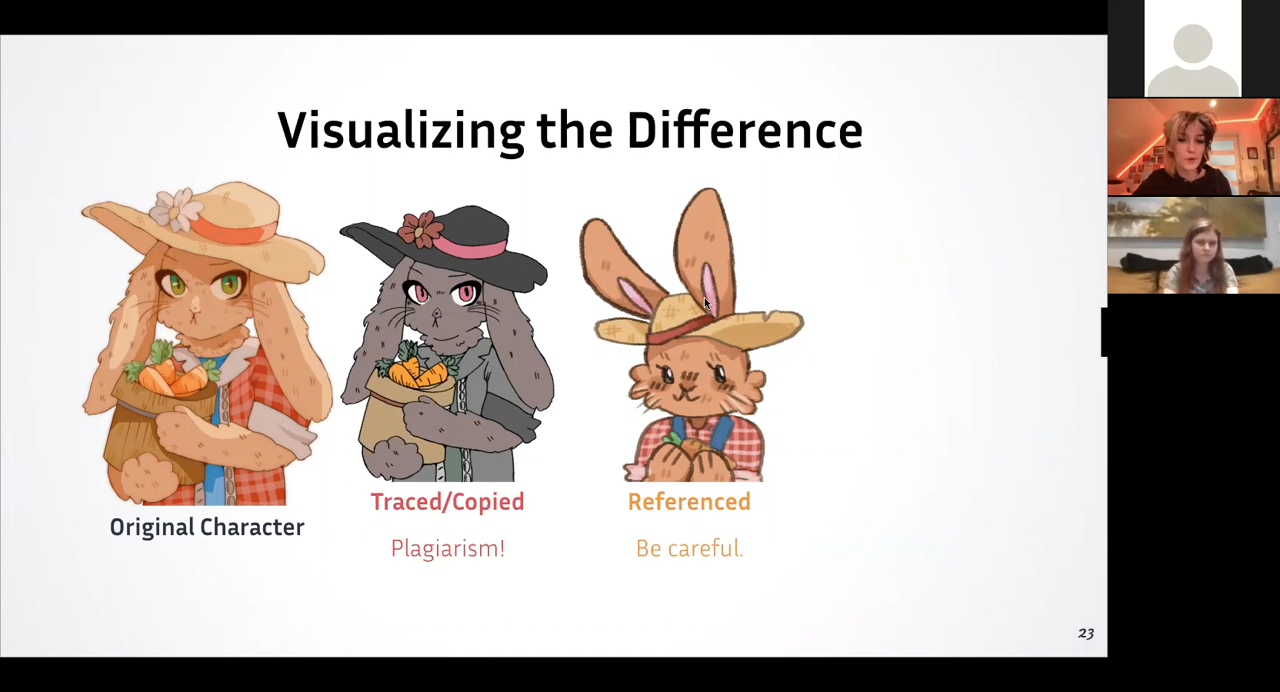 Visualizing the Difference
Original Character
Traced/Copied
Plagiarism!
Referenced
Be careful.
23